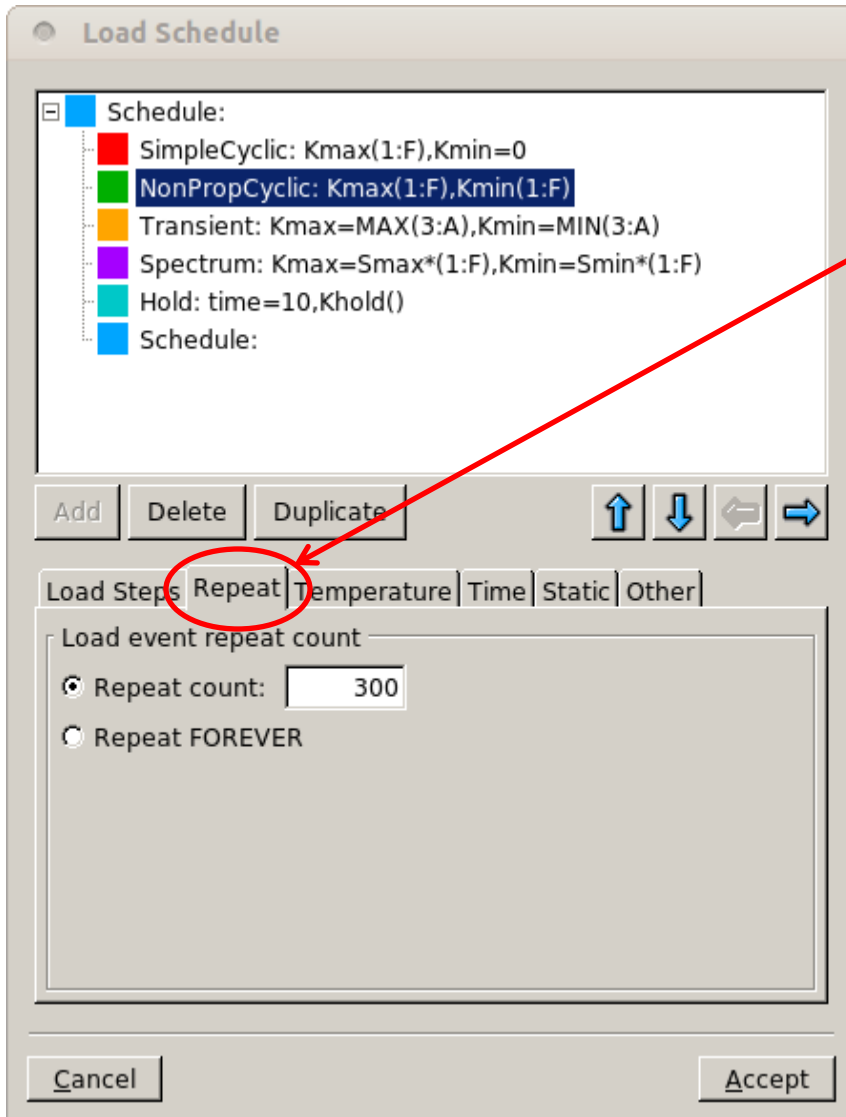 Load Schedule
Schedule:
SimpleCyclic: Kmax(1:F),Kmin=0
NonPropCyclic: Kmax(1:F),Kmin(1:F)
Transient: Kmax=MAX(3:A),Kmin=MIN(3:A)
Spectrum: Kmax=Smax*(1:F),Kmin=Smin*(1:F)
Hold: time=10,Khold()
Schedule:
Add Delete Duplicate
Load Steps Repeat Temperature Time Static Other
Load event repeat count
Repeat count: 300
Repeat FOREVER
Cancel Accept